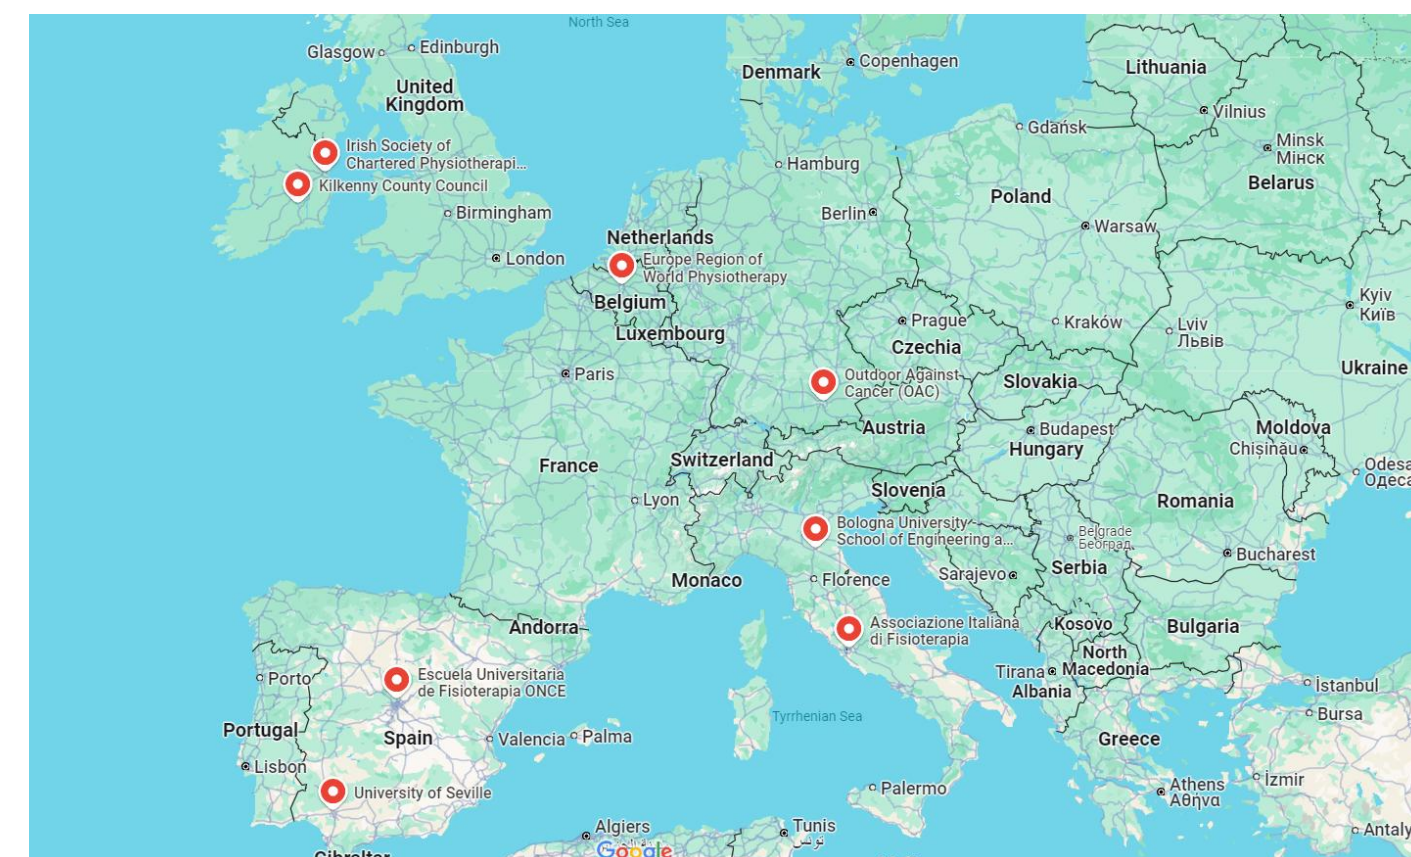 North Sea
Glasgow
Edinburgh
United
Kingdom
Denmark
Copenhagen
Lithuania
Vilnius
Gdańsk
Minsk
Мінск
Belarus
Irish Society of
Chartered Physiotherapi...
Kilkenny County Council
Hamburg
Poland
Birmingham
Berlin
Warsaw
Netherlands
London
Europe Region of
World Physiotherapy
Belgium
Luxembourg
Prague
Kraków
Kyiv
Київ
Lviv
Львів
Czechia
Ukraine
Paris
Outdoor Against
Cancer (OAC)
Slovakia
Austria
Budapest
Hungary
Moldova
Chișinău
France
Switzerland
Odesa
Одеса
Slovenia
Lyon
Romania
Bologna University
School of Engineering a...
Belgrade
Београд
Bucharest
Monaco
Florence
Sarajevo
Serbia
Andorra
Associazione Italiana
di Fisioterapia
Kosovo
Bulgaria
North
Macedonia
Tirana
Albania
Porto
Escuela Universitaria
de Fisioterapia ONCE
İstanbul
Bursa
Tyrrhenian Sea
Portugal
Spain
Valencia
Palma
Greece
Lisbon
University of Seville
Palermo
Athens
Αθήνα
İzmir
Algiers
Tunis
تونس
Antaly
Gibraltar
Google